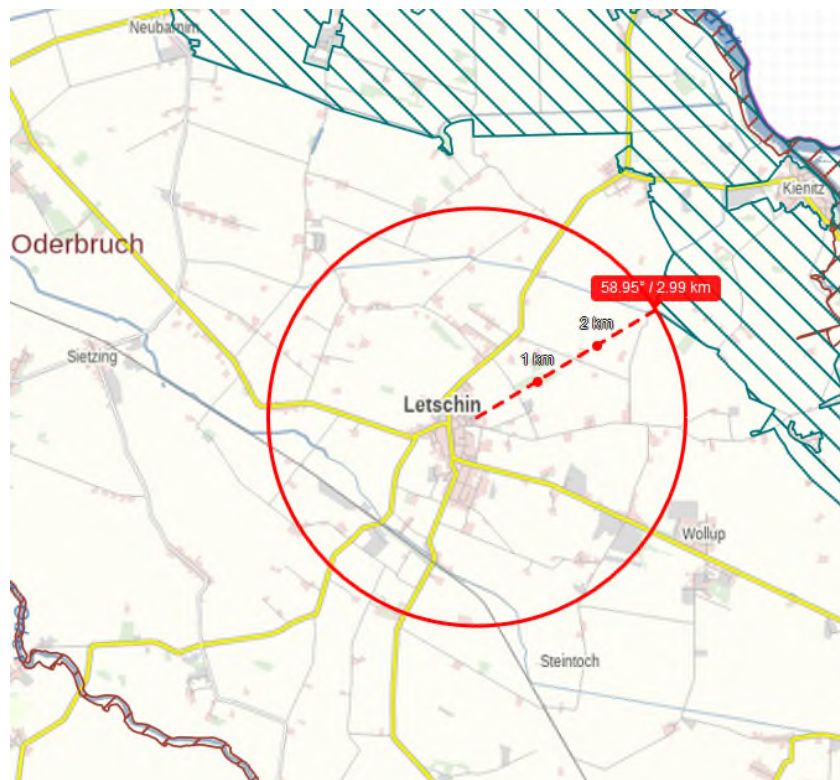 Neubarnim
Kienitz
Oderbruch
58.95° / 2.99 km
2 km
Sietzing
1 km
Letschin
Wollup
Steintoch